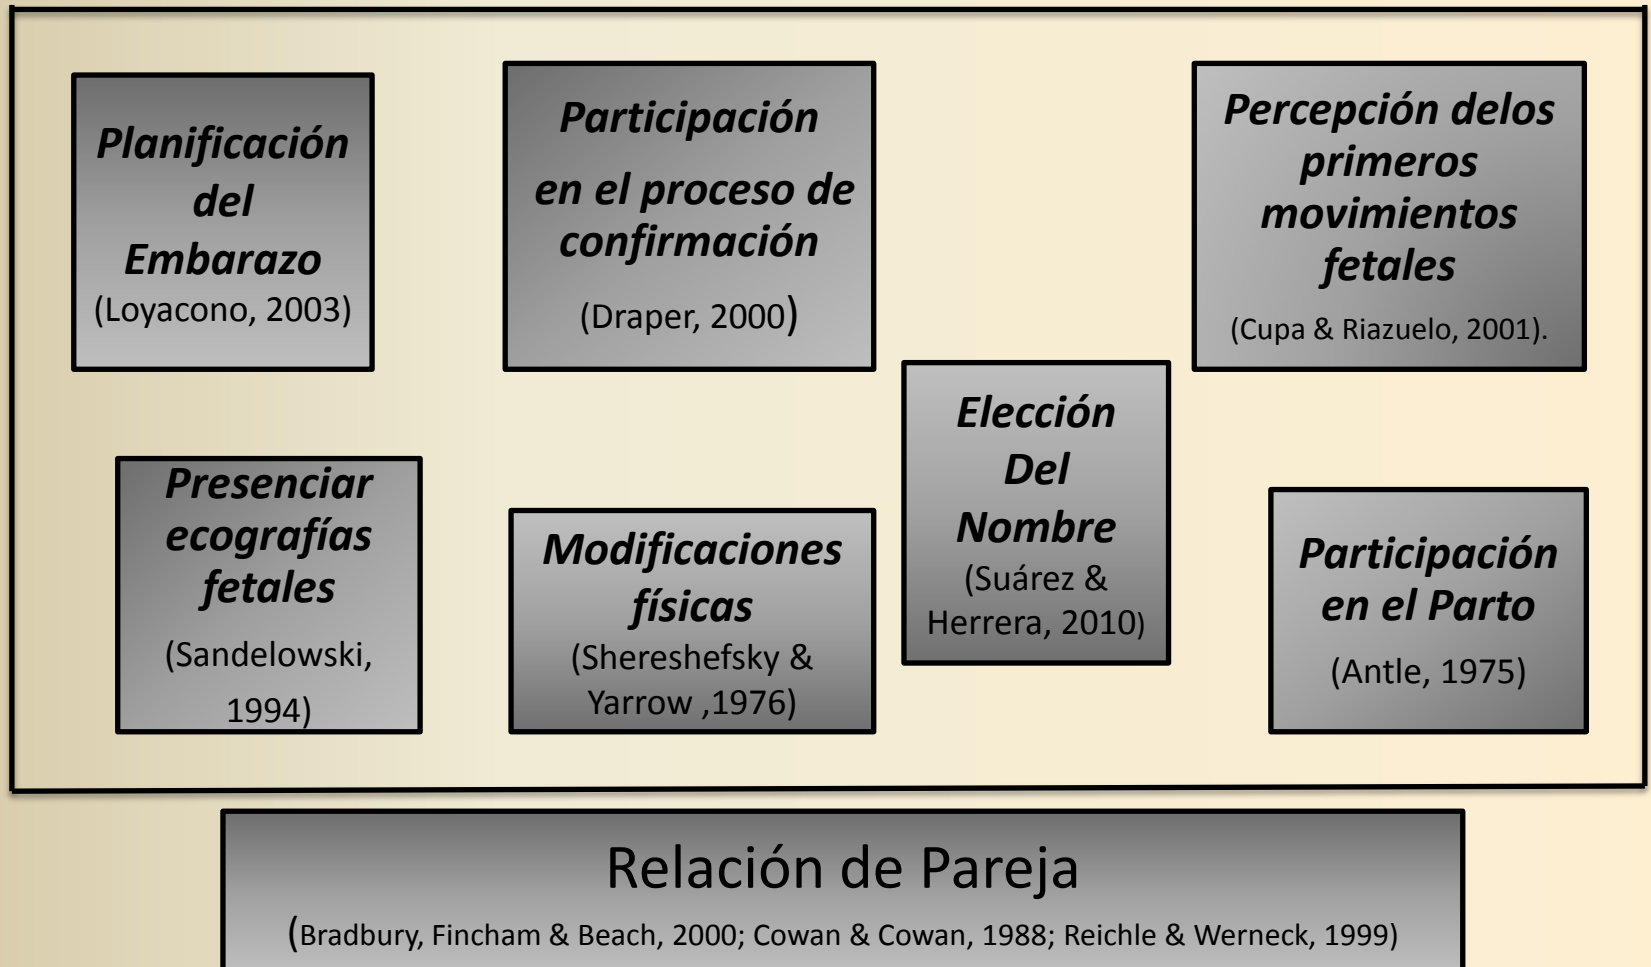 Planificación
del
Embarazo
(Loyacono, 2003)
Participación
en el proceso de
confirmación
(Draper, 2000)
Percepción delos
primeros
movimientos
fetales
(Cupa & Riazuelo, 2001).
Presenciar
ecografías
fetales
(Sandelowski,
1994)
Modificaciones
físicas
(Shereshefsky &
Yarrow ,1976)
Elección
Del
Nombre
(Suárez &
Herrera, 2010)
Participación
en el Parto
(Antle, 1975)
Relación de Pareja
(Bradbury, Fincham & Beach, 2000; Cowan & Cowan, 1988; Reichle & Werneck, 1999)